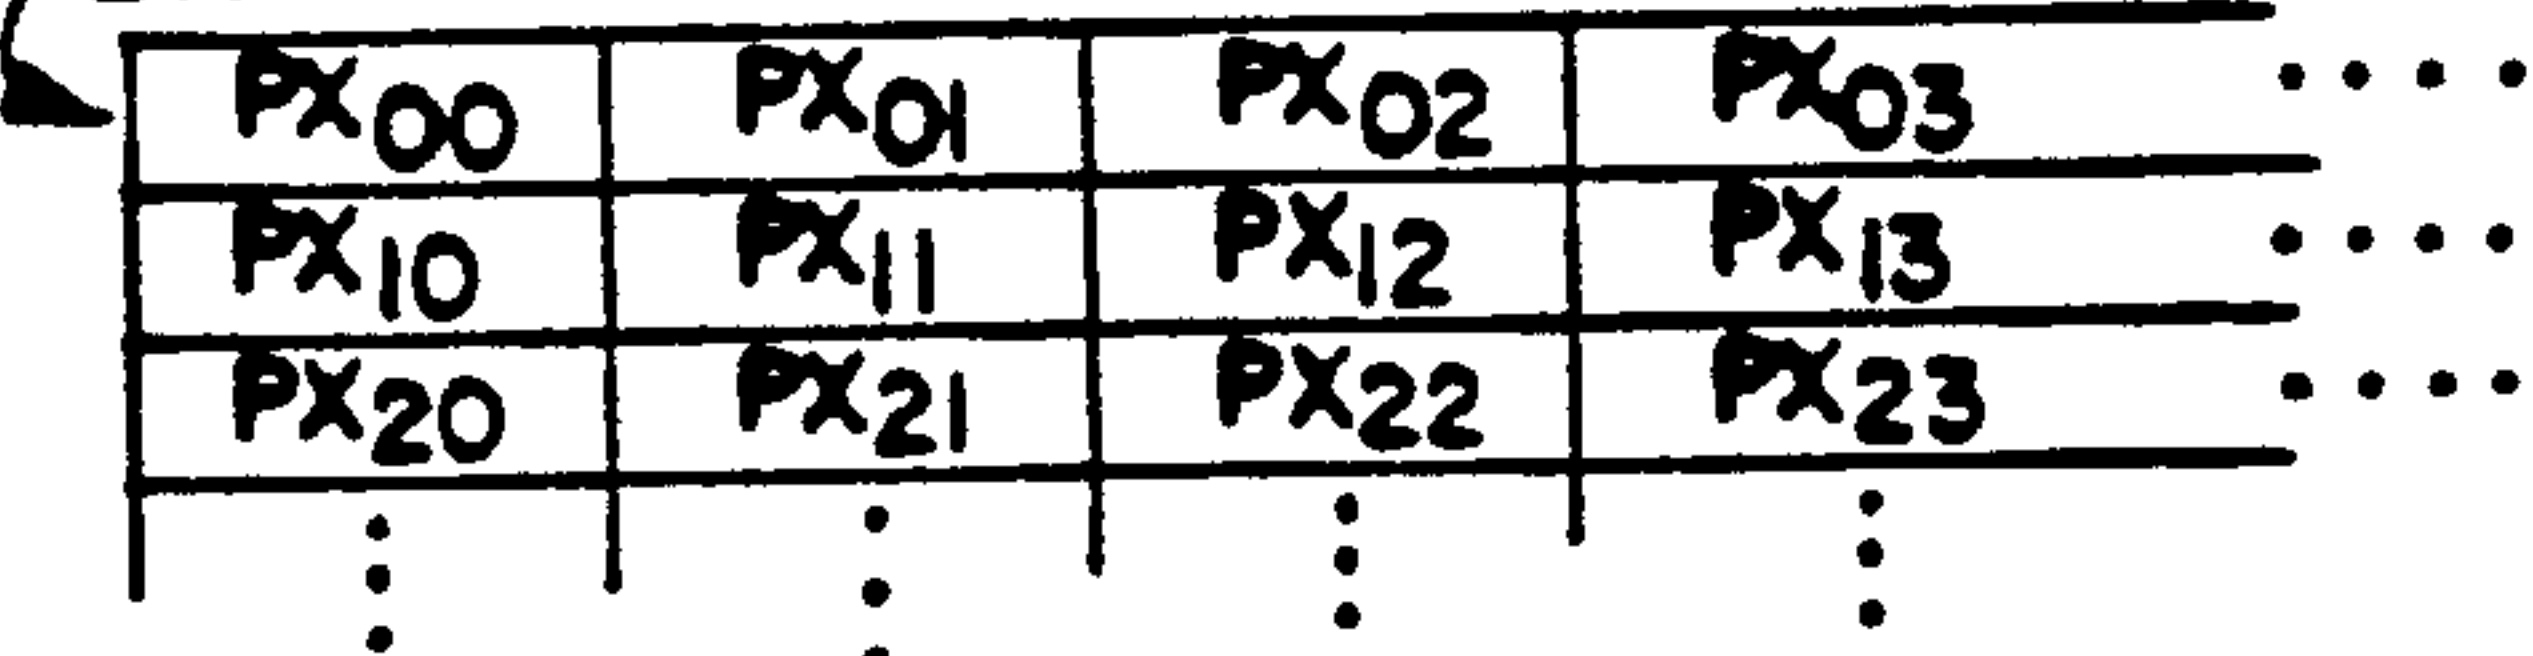 PX00 PX01 PX02 PX03 ....
PX10 PX11 PX12 PX13 ....
PX20 PX21 PX22 PX23 ....